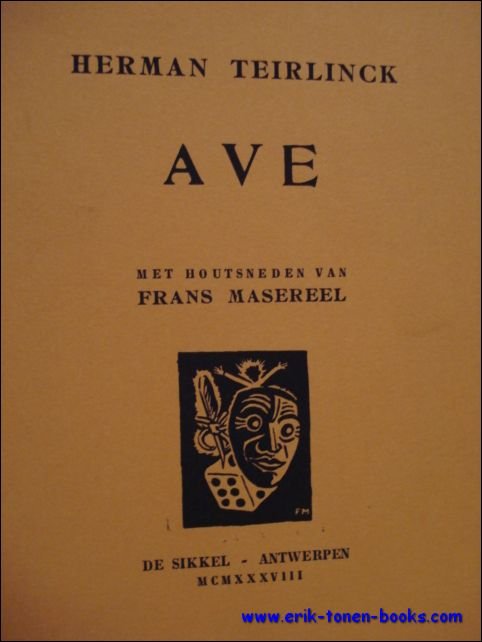 HERMAN TEIRLINCK
AVE
MET HOUTSNEDEN VAN
FRANS MASEREEL
FM
DE SIKKEL - ANTWERPEN
MCMXXXVIII
www.erik-tonen-books.com